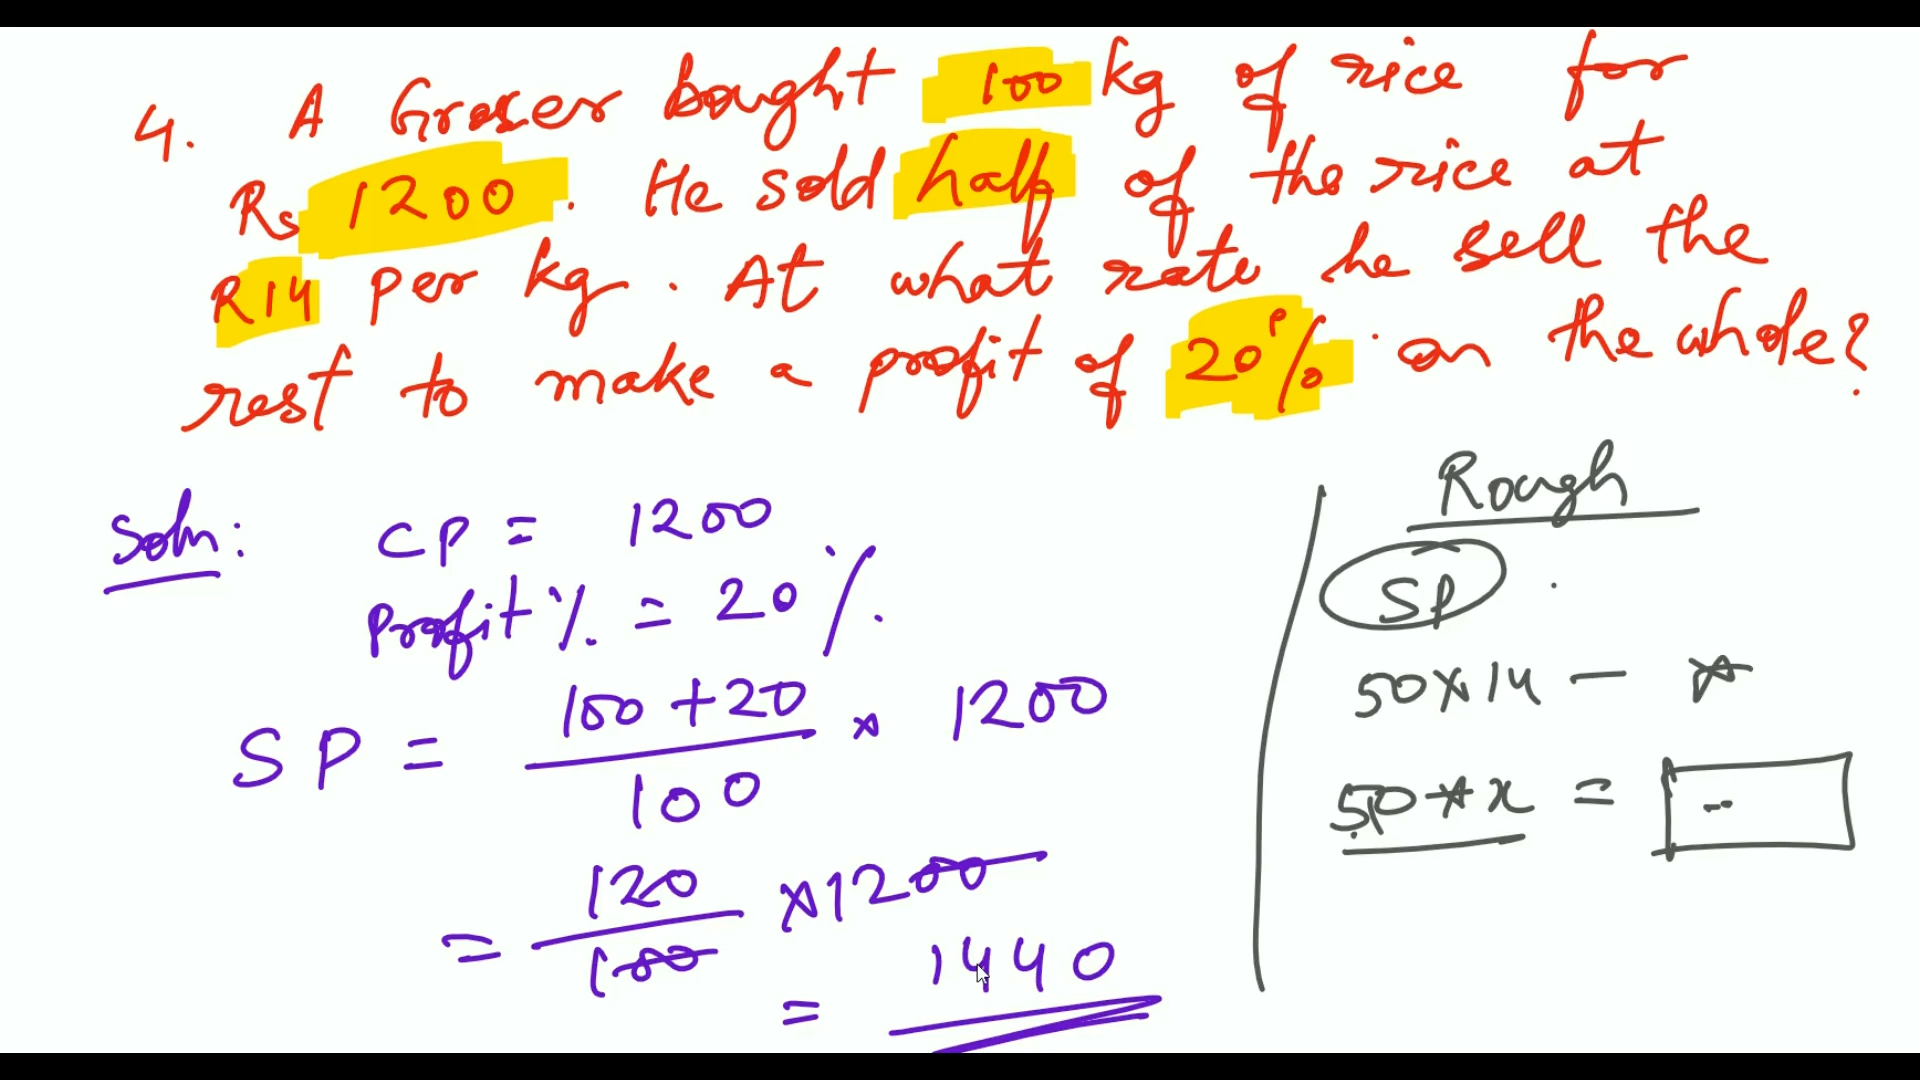 4. A Groser bought 100 kg of rice for
Rs 1200. He sold half of the rice at
R14 per kg. At what rate he sell the
rest to make a profit of 20% on the whole?
Soln: CP = 1200
Profit % = 20%
SP = 100 + 20 / 100 × 1200
= 120 / 100 × 1200
= 1440
Rough
SP
50×14 —
50 * x = --